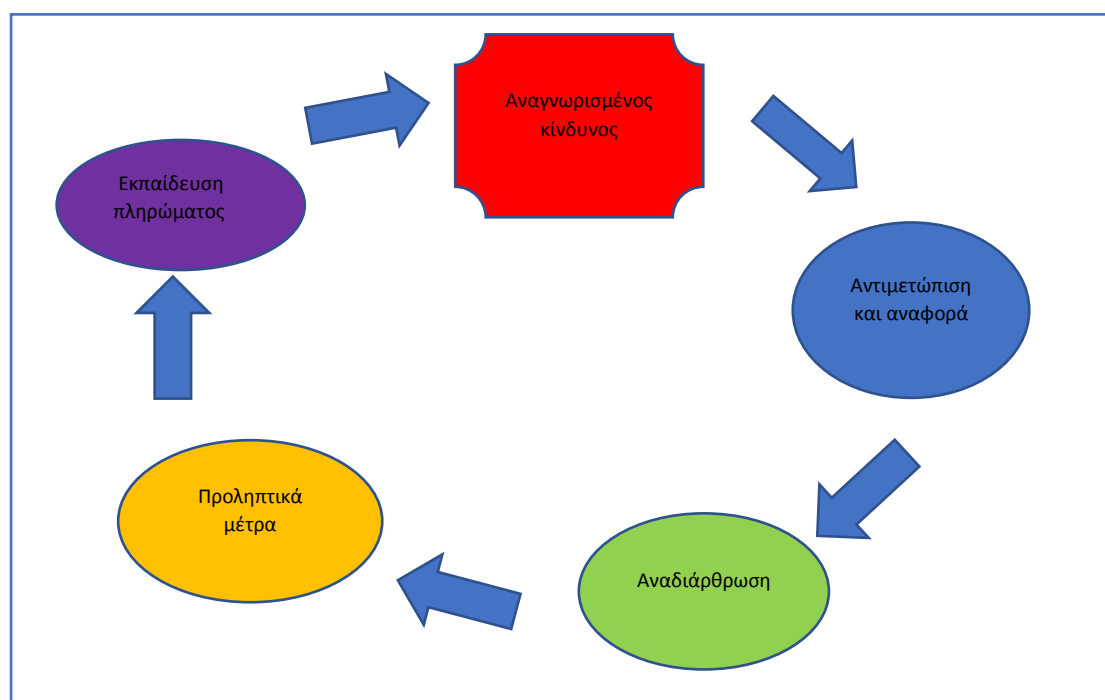 Αναγνωρισμένος
κίνδυνος
Αντιμετώπιση
και αναφορά
Αναδιάρθρωση
Προληπτικά
μέτρα
Εκπαίδευση
πληρώματος